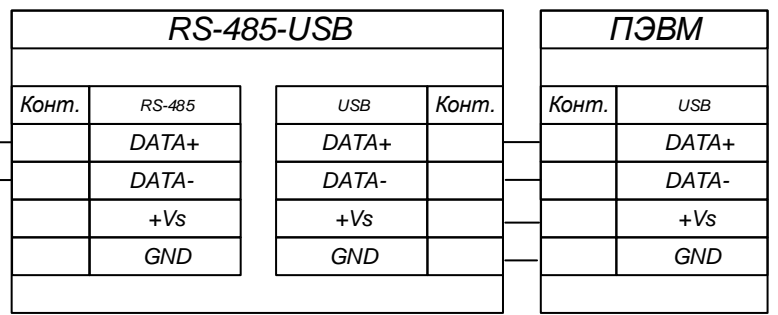 RS-485-USB ПЭВМ
Конт. RS-485 USB Конт. Конт. USB
DATA+ DATA+ DATA+
DATA- DATA- DATA-
+Vs +Vs +Vs
GND GND GND